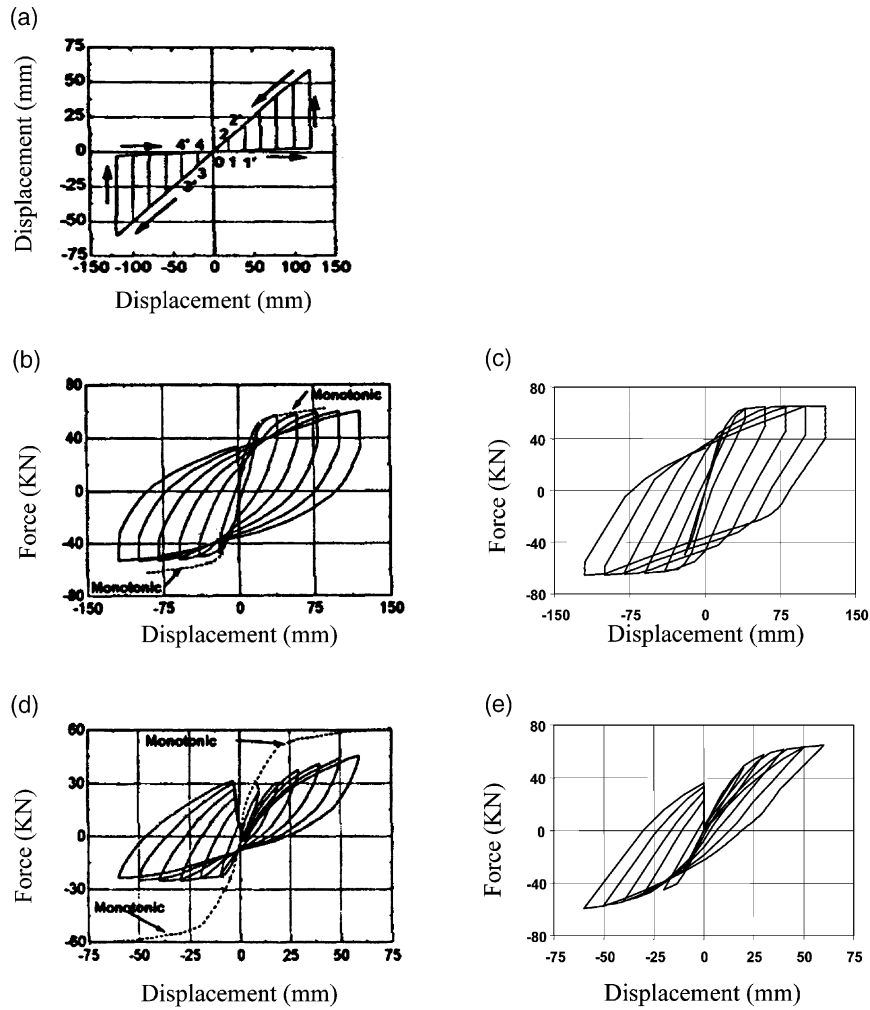 (a)
75
50
25
0
-25
-50
-75
Displacement (mm)
2 2'
4' 4
0 1 1'
3
3'
-150 -100 -50 0 50 100 150
Displacement (mm)
(b)
80
40
0
-40
-80
Force (KN)
Monotonic
Monotonic
-150 -75 0 75 150
Displacement (mm)
(c)
80
40
0
-40
-80
Force (KN)
-150 -75 0 75 150
Displacement (mm)
(d)
60
30
0
-30
-60
Force (KN)
Monotonic
Monotonic
-75 -50 -25 0 25 50 75
Displacement (mm)
(e)
80
40
0
-40
-80
Force (KN)
-75 -50 -25 0 25 50 75
Displacement (mm)